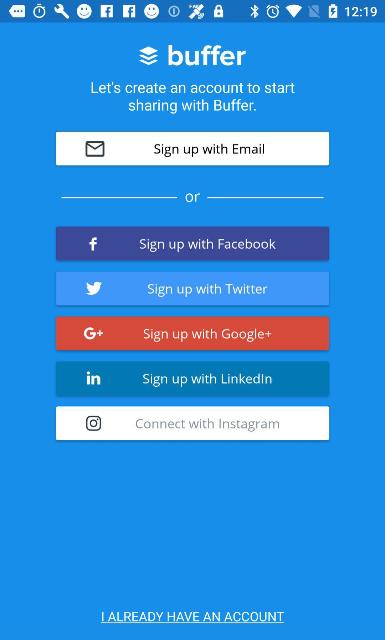 12:19
buffer
Let's create an account to start
sharing with Buffer.
Sign up with Email
or
f Sign up with Facebook
Sign up with Twitter
G+ Sign up with Google+
in Sign up with LinkedIn
Connect with Instagram
I ALREADY HAVE AN ACCOUNT